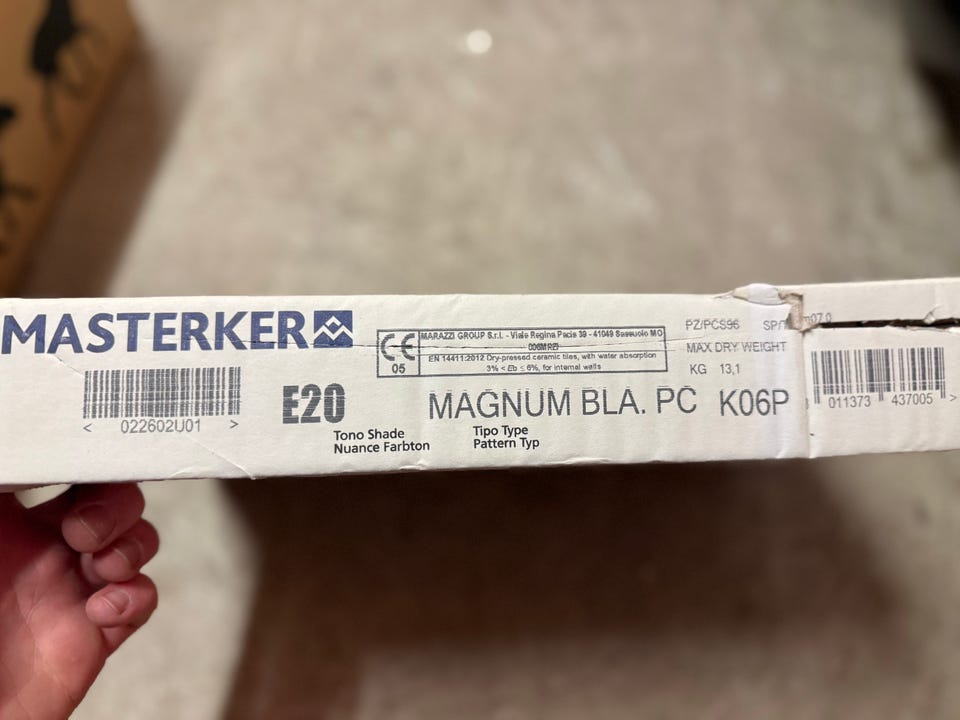 MASTERKER
< 022602U01 >
E20
Tono Shade
Nuance Farbton
CE
05
MARAZZI GROUP S.r.l. - Viale Regina Pacis 39 - 41049 Sassuolo MO
EN 14411:2012 Dry-pressed ceramic tiles, with water absorption
3% < Eb ≤ 6%, for internal walls
MAGNUM BLA. PC K06P
Tipo Type
Pattern Typ
PZ/PCS96
MAX DRY WEIGHT
KG 13,1
011373 437005 >